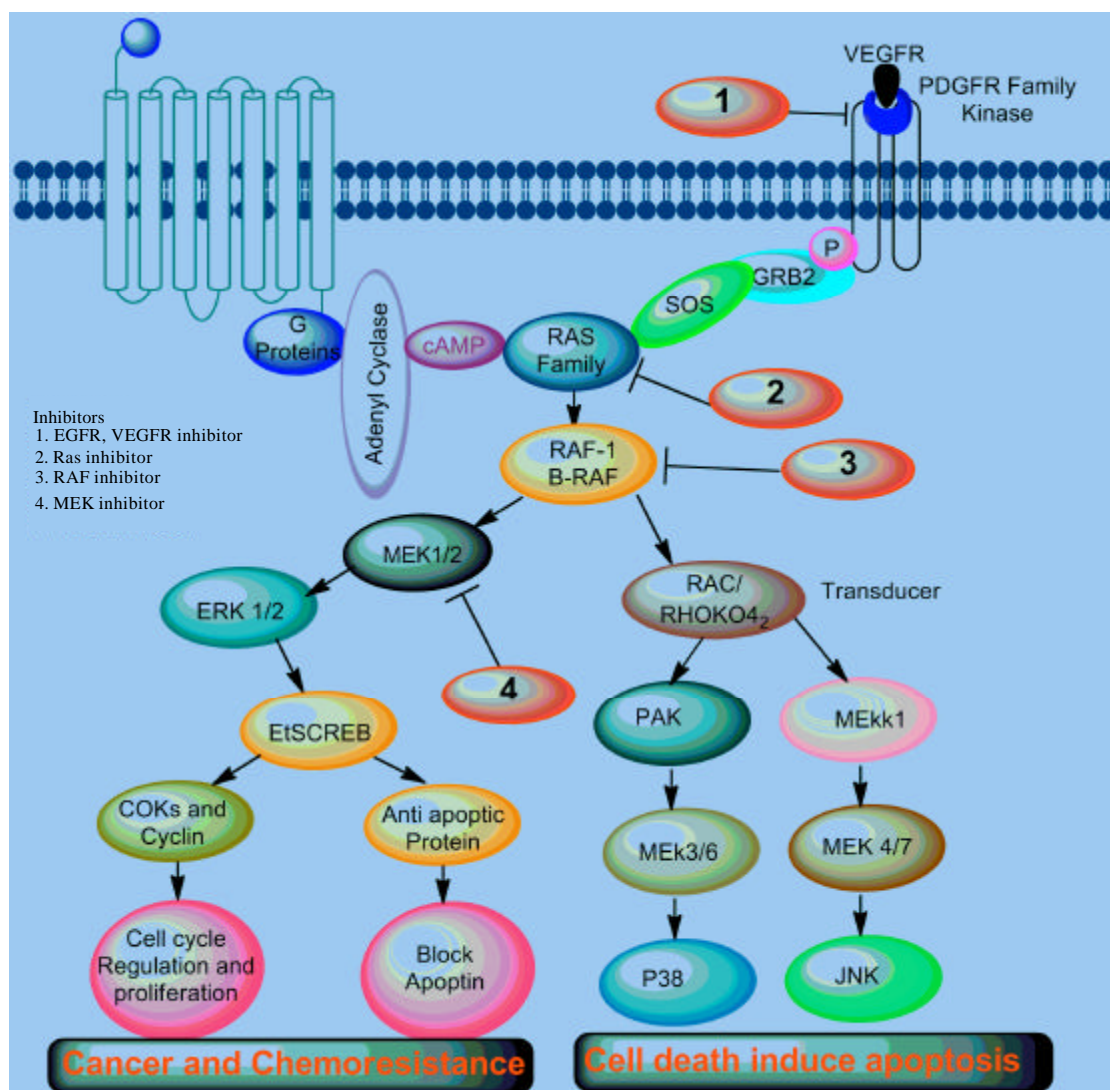 VEGFR
1
PDGFR Family
Kinase
P
GRB2
SOS
G
Proteins
Adenyl Cyclase
cAMP
RAS
Family
2
Inhibitors
1. EGFR, VEGFR inhibitor
2. Ras inhibitor
3. RAF inhibitor
4. MEK inhibitor
RAF-1
B-RAF
3
MEK1/2
ERK 1/2
RAC/
RHOKO4₂
Transducer
4
PAK
MEkk1
EtSCREB
COKs and
Cyclin
Anti apoptic
Protein
MEk3/6
MEK 4/7
Cell cycle
Regulation and
proliferation
Block
Apoptin
P38
JNK
Cancer and Chemoresistance
Cell death induce apoptosis